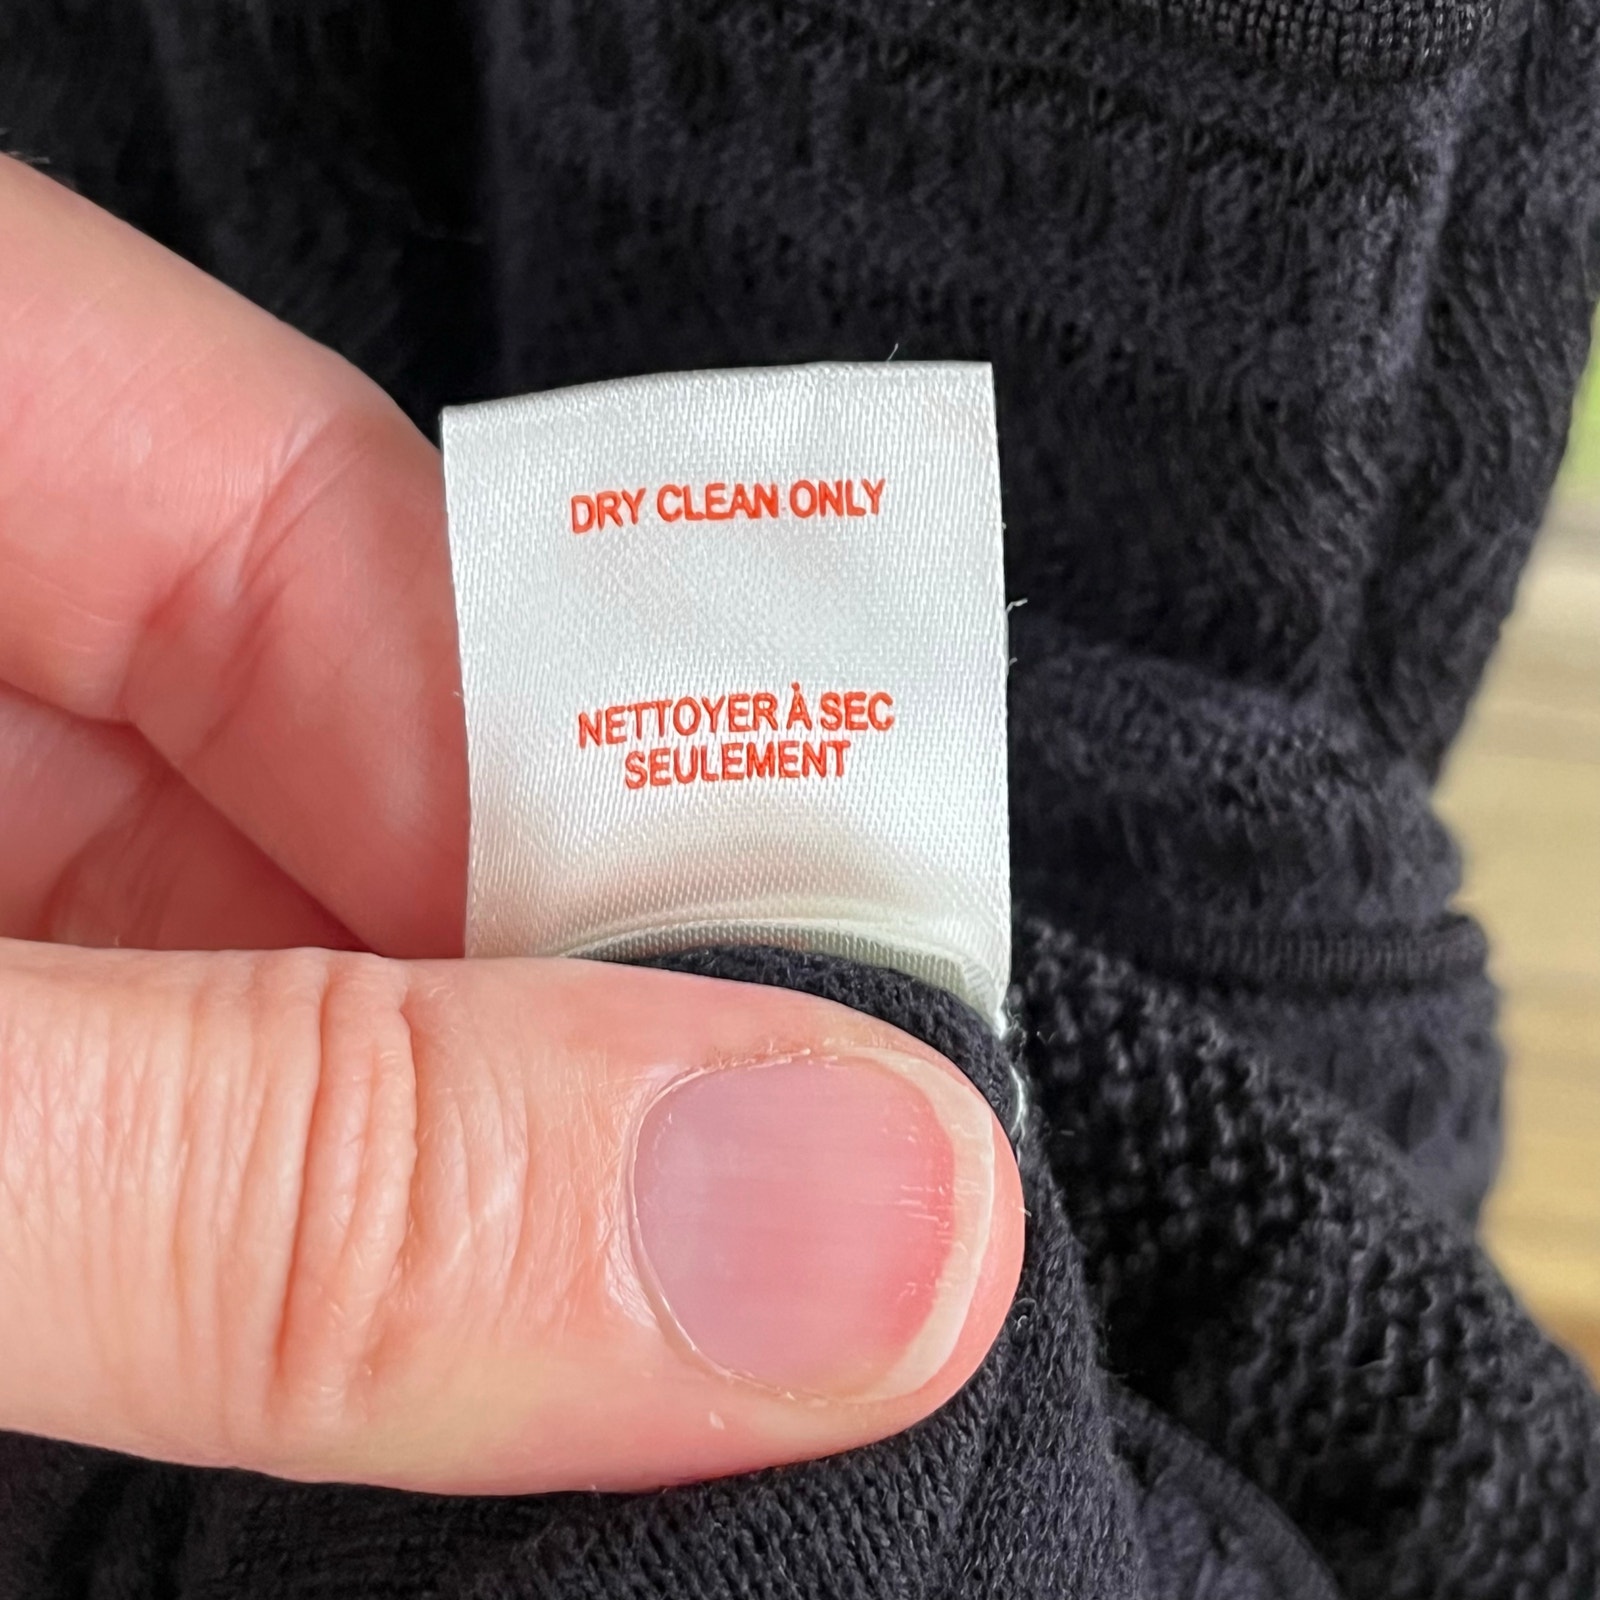 DRY CLEAN ONLY
NETTOYER À SEC
SEULEMENT